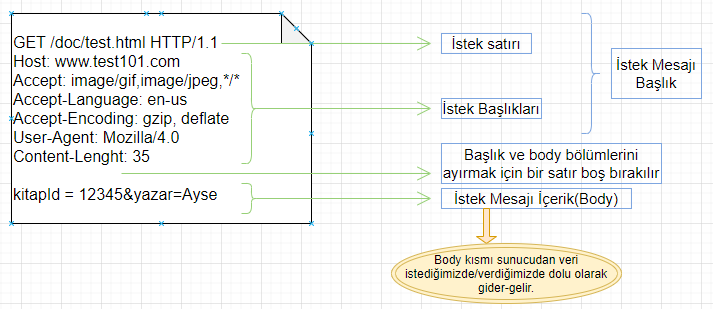 GET /doc/test.html HTTP/1.1
Host: www.test101.com
Accept: image/gif,image/jpeg,*/*
Accept-Language: en-us
Accept-Encoding: gzip, deflate
User-Agent: Mozilla/4.0
Content-Lenght: 35
kitapId = 12345&yazar=Ayse
İstek satırı
İstek Başlıkları
İstek Mesajı
Başlık
Başlık ve body bölümlerini
ayırmak için bir satır boş bırakılır
İstek Mesajı İçerik(Body)
Body kısmı sunucudan veri
istediğimizde/verdiğimizde dolu olarak
gider-gelir.